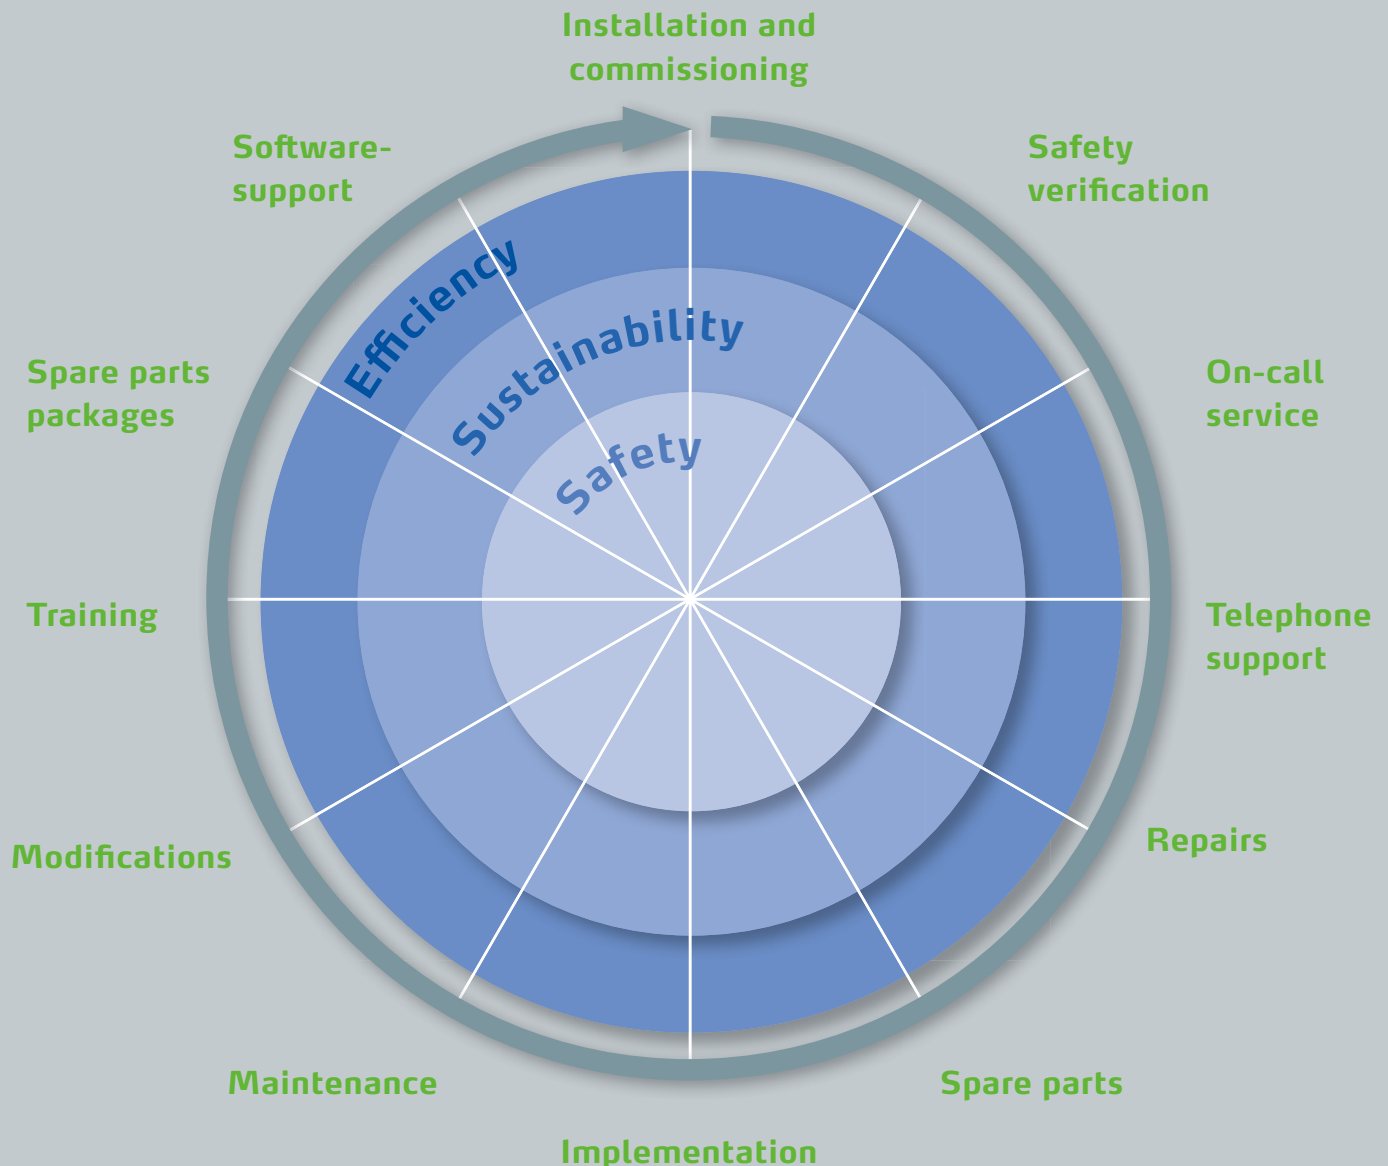 Installation and
commissioning
Software-
support
Safety
verification
Efficiency
Sustainability
Safety
Spare parts
packages
On-call
service
Training
Telephone
support
Modifications
Repairs
Maintenance
Spare parts
Implementation